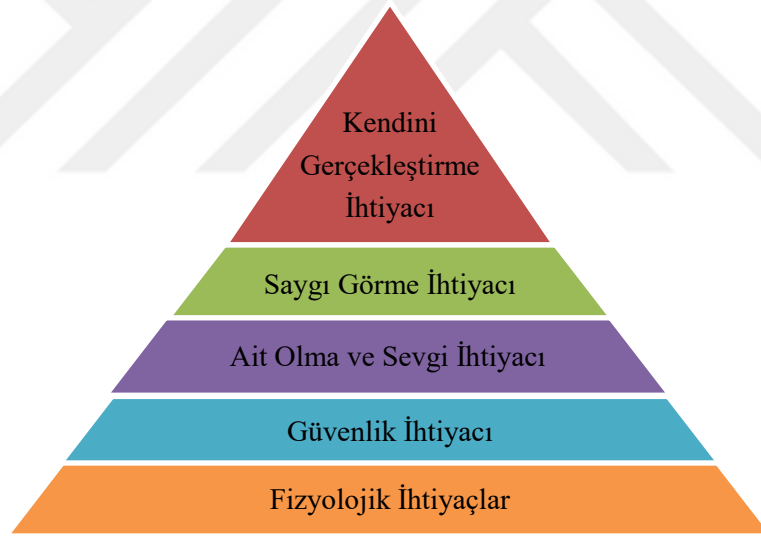 Kendini
Gerçekleştirme
İhtiyacı
Saygı Görme İhtiyacı
Ait Olma ve Sevgi İhtiyacı
Güvenlik İhtiyacı
Fizyolojik İhtiyaçlar